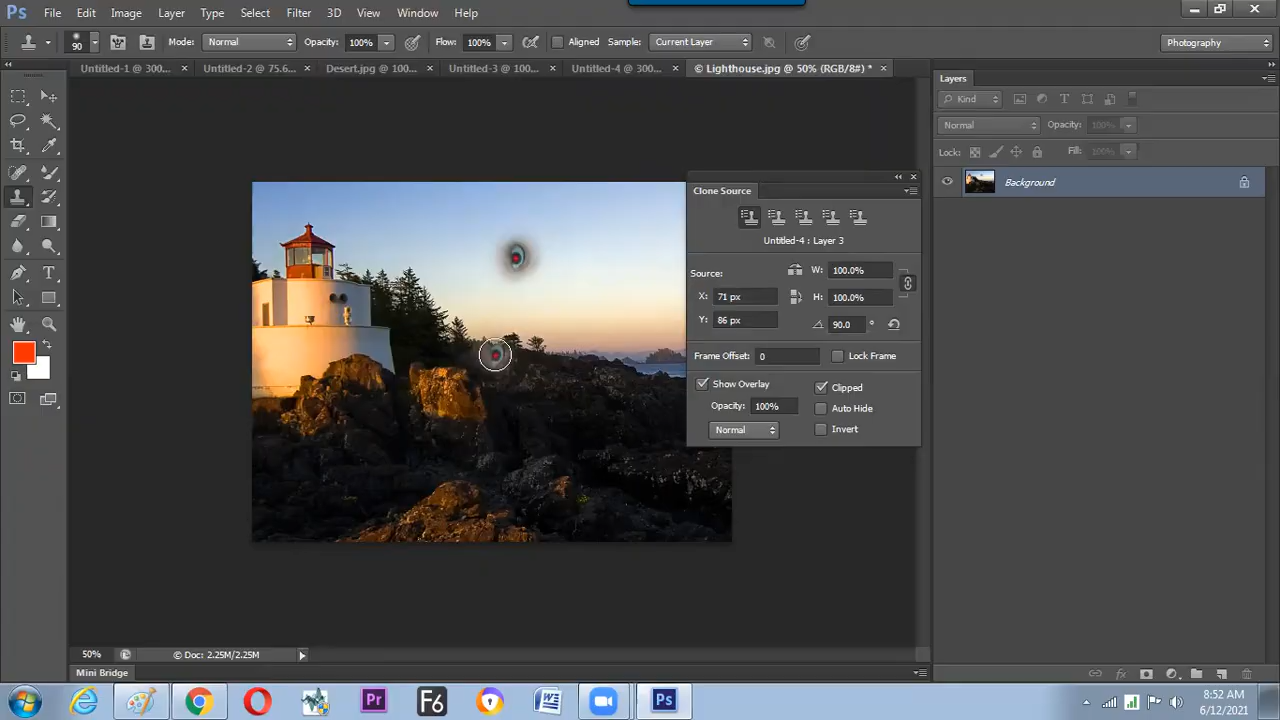 Ps File Edit Image Layer Type Select Filter 3D View Window Help
90 Mode: Normal Opacity: 100% Flow: 100% Aligned Sample: Current Layer Photography
Untitled-1 @ 300... × Untitled-2 @ 75.6... × Desert.jpg @ 100... × Untitled-3 @ 100... × Untitled-4 @ 300... × © Lighthouse.jpg @ 50% (RGB/8#) * ×
Layers
Kind
Normal Opacity: 100%
Lock: Fill: 100%
Background
Clone Source
Untitled-4 : Layer 3
Source:
W: 100.0%
X: 71 px
H: 100.0%
Y: 86 px
90.0 °
Frame Offset: 0 Lock Frame
Show Overlay Clipped
Opacity: 100% Auto Hide
Normal Invert
T
50% © Doc: 2.25M/2.25M
Mini Bridge
Pr F6 W Ps
8:52 AM
6/12/2021